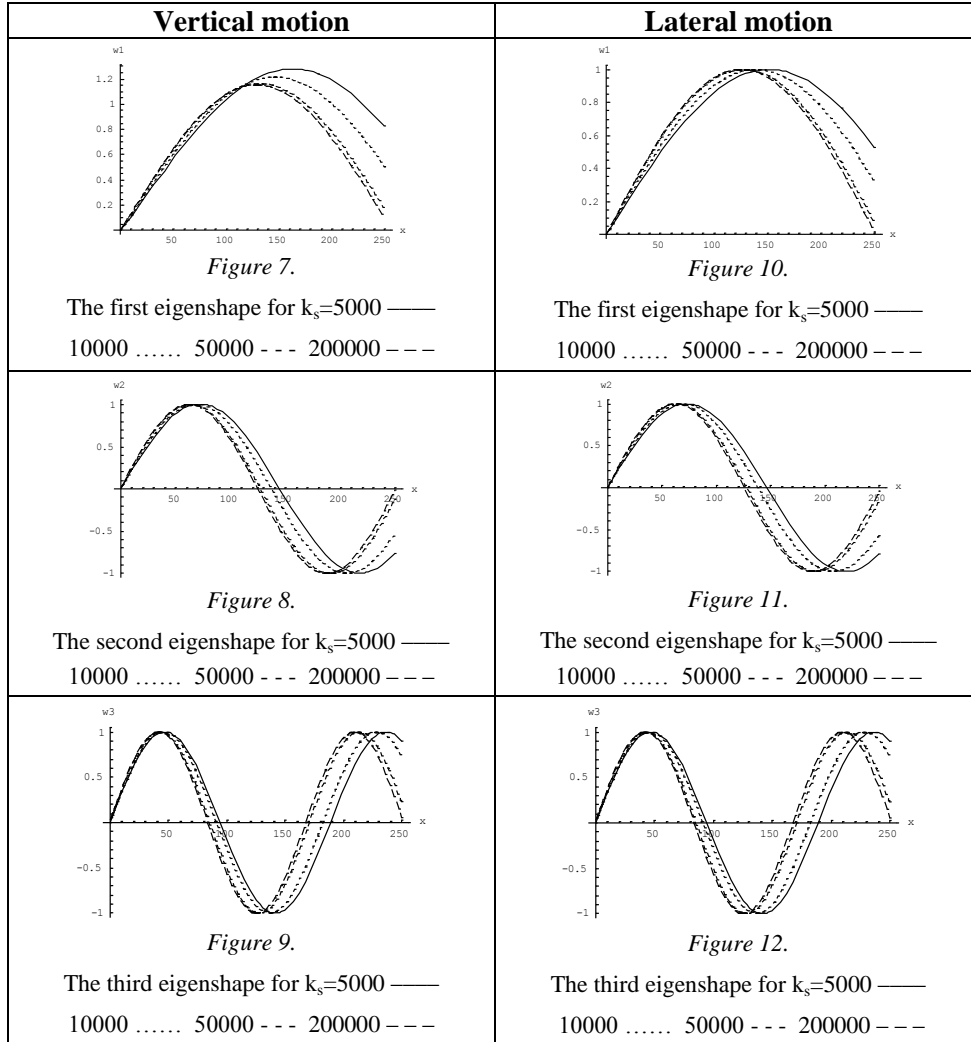 Vertical motion
Lateral motion
w1
1.2
1
0.8
0.6
0.4
0.2
50 100 150 200 250 x
Figure 7.
The first eigenshape for ks=5000 ——
10000 …… 50000 - - - 200000 – – –
w1
1
0.8
0.6
0.4
0.2
50 100 150 200 250 x
Figure 10.
The first eigenshape for ks=5000 ——
10000 …… 50000 - - - 200000 – – –
w2
1
0.5
50 100 150 200 250 x
-0.5
-1
Figure 8.
The second eigenshape for ks=5000 ——
10000 …… 50000 - - - 200000 – – –
w2
1
0.5
50 100 150 200 250 x
-0.5
-1
Figure 11.
The second eigenshape for ks=5000 ——
10000 …… 50000 - - - 200000 – – –
w3
1
0.5
50 100 150 200 250 x
-0.5
-1
Figure 9.
The third eigenshape for ks=5000 ——
10000 …… 50000 - - - 200000 – – –
w3
1
0.5
50 100 150 200 250 x
-0.5
-1
Figure 12.
The third eigenshape for ks=5000 ——
10000 …… 50000 - - - 200000 – – –